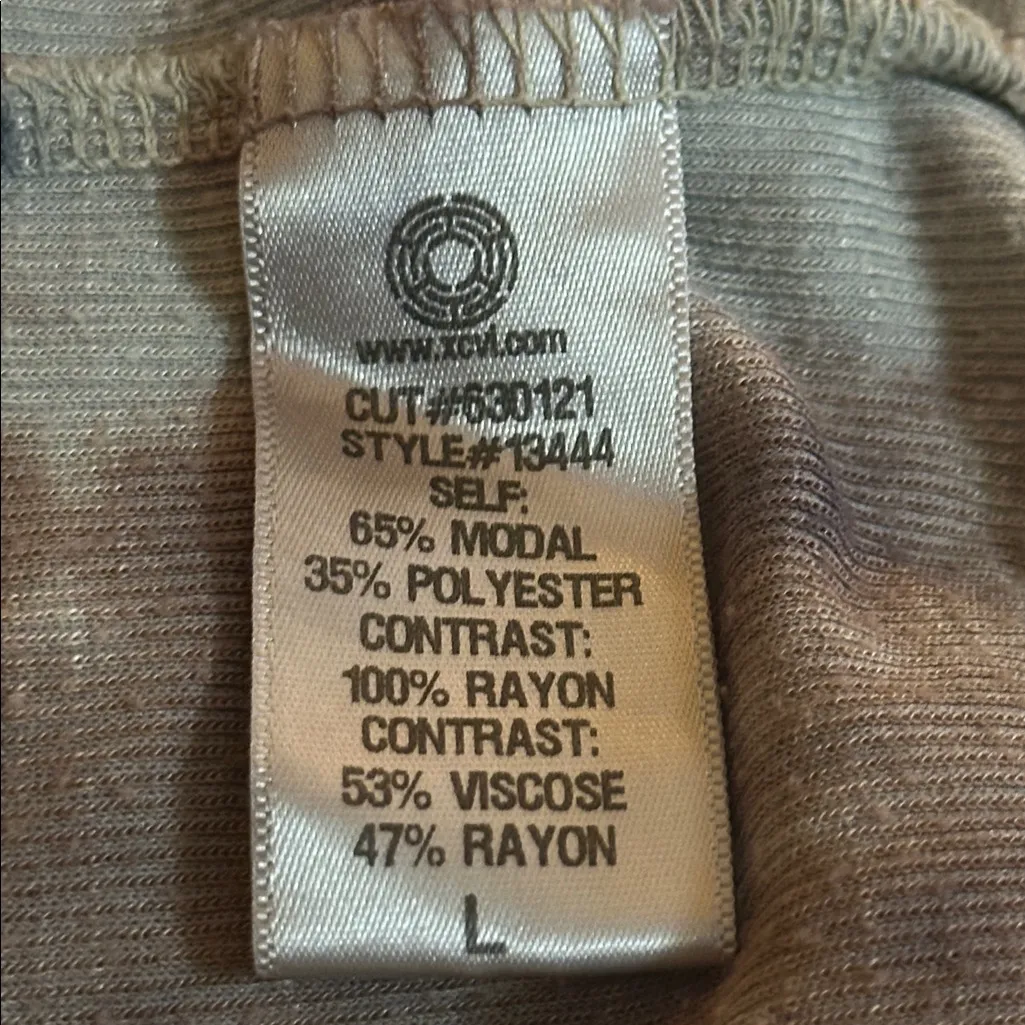 www.xcvi.com
CUT#630121
STYLE#13444
SELF:
65% MODAL
35% POLYESTER
CONTRAST:
100% RAYON
CONTRAST:
53% VISCOSE
47% RAYON
L